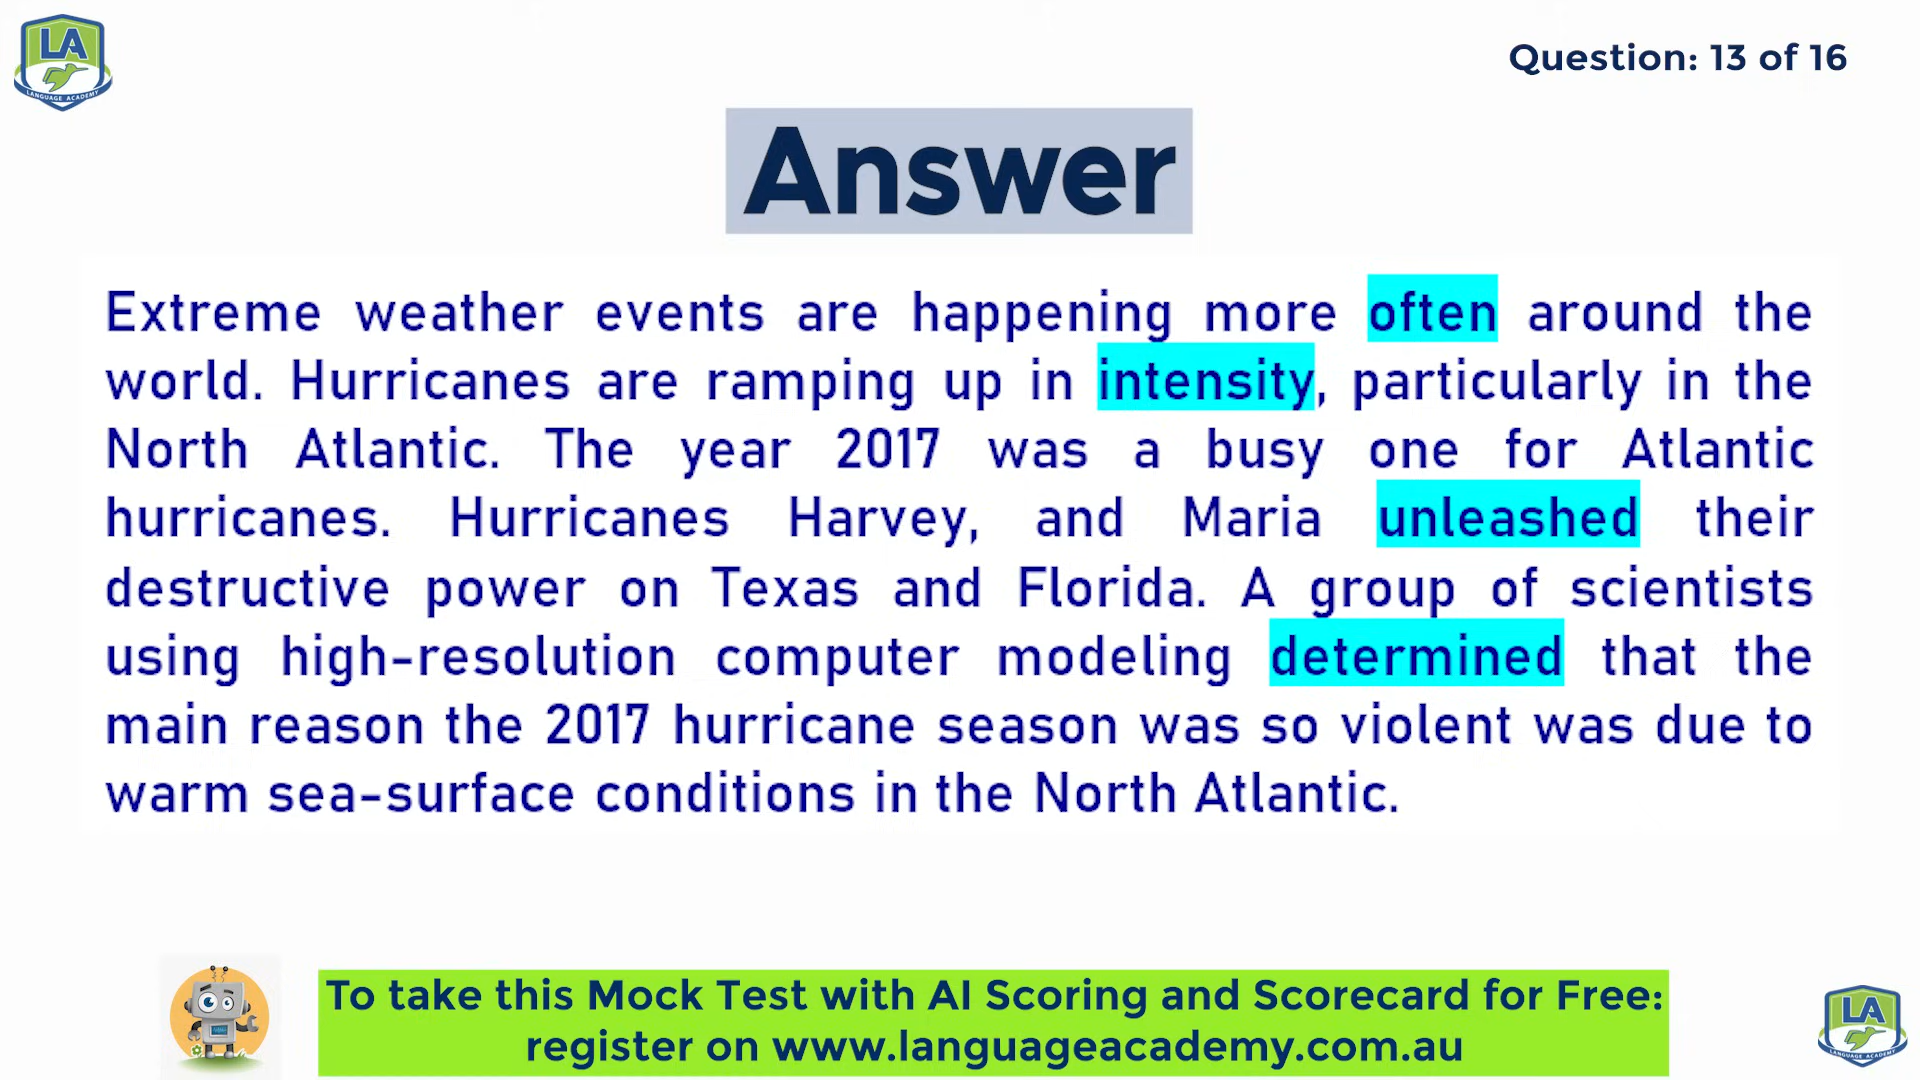 LA
LANGUAGE ACADEMY
Question: 13 of 16
Answer
Extreme weather events are happening more often around the
world. Hurricanes are ramping up in intensity, particularly in the
North Atlantic. The year 2017 was a busy one for Atlantic
hurricanes. Hurricanes Harvey, and Maria unleashed their
destructive power on Texas and Florida. A group of scientists
using high-resolution computer modeling determined that the
main reason the 2017 hurricane season was so violent was due to
warm sea-surface conditions in the North Atlantic.
To take this Mock Test with AI Scoring and Scorecard for Free:
register on www.languageacademy.com.au
LA
LANGUAGE ACADEMY